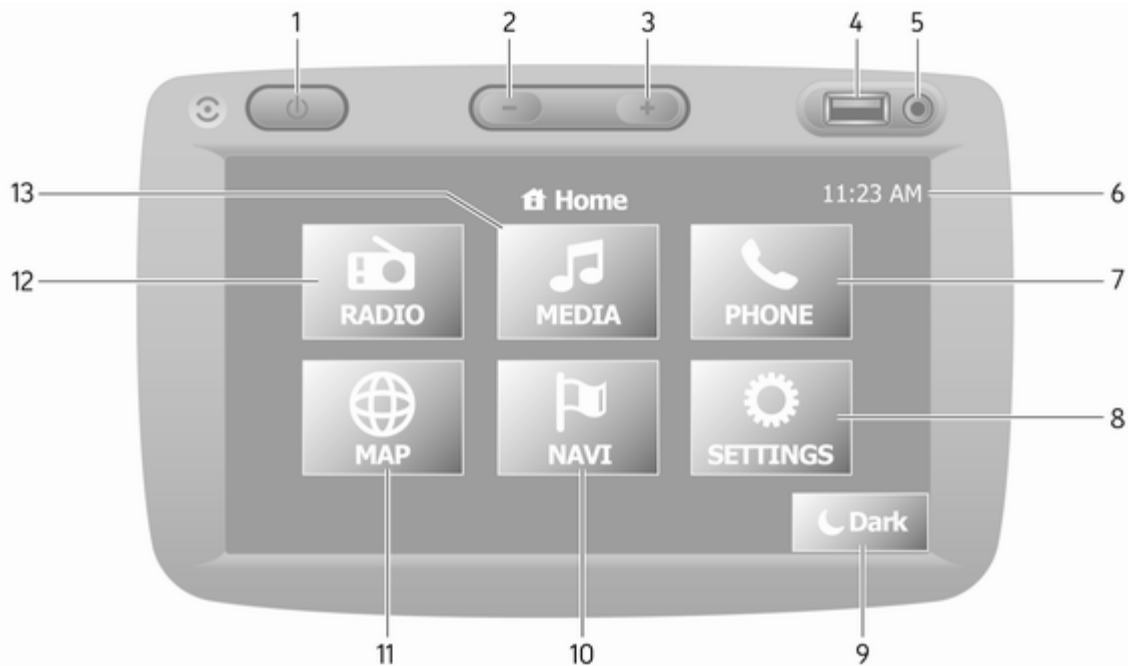 1 2 3 4 5
13 Home 11:23 AM 6
12 RADIO MEDIA PHONE 7
MAP NAVI SETTINGS 8
Dark
11 10 9